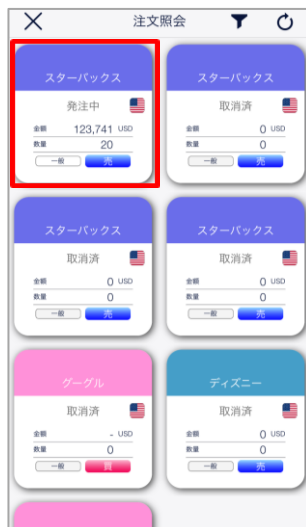 注文照会
スターバックス
発注中
金額 123,741 USD
数量 20
一般 売
スターバックス
取消済
金額 0 USD
数量 0
一般 売
スターバックス
取消済
金額 0 USD
数量 0
一般 売
スターバックス
取消済
金額 0 USD
数量 0
一般 売
グーグル
取消済
金額 - USD
数量 0
一般 買
ディズニー
取消済
金額 0 USD
数量 0
一般 売